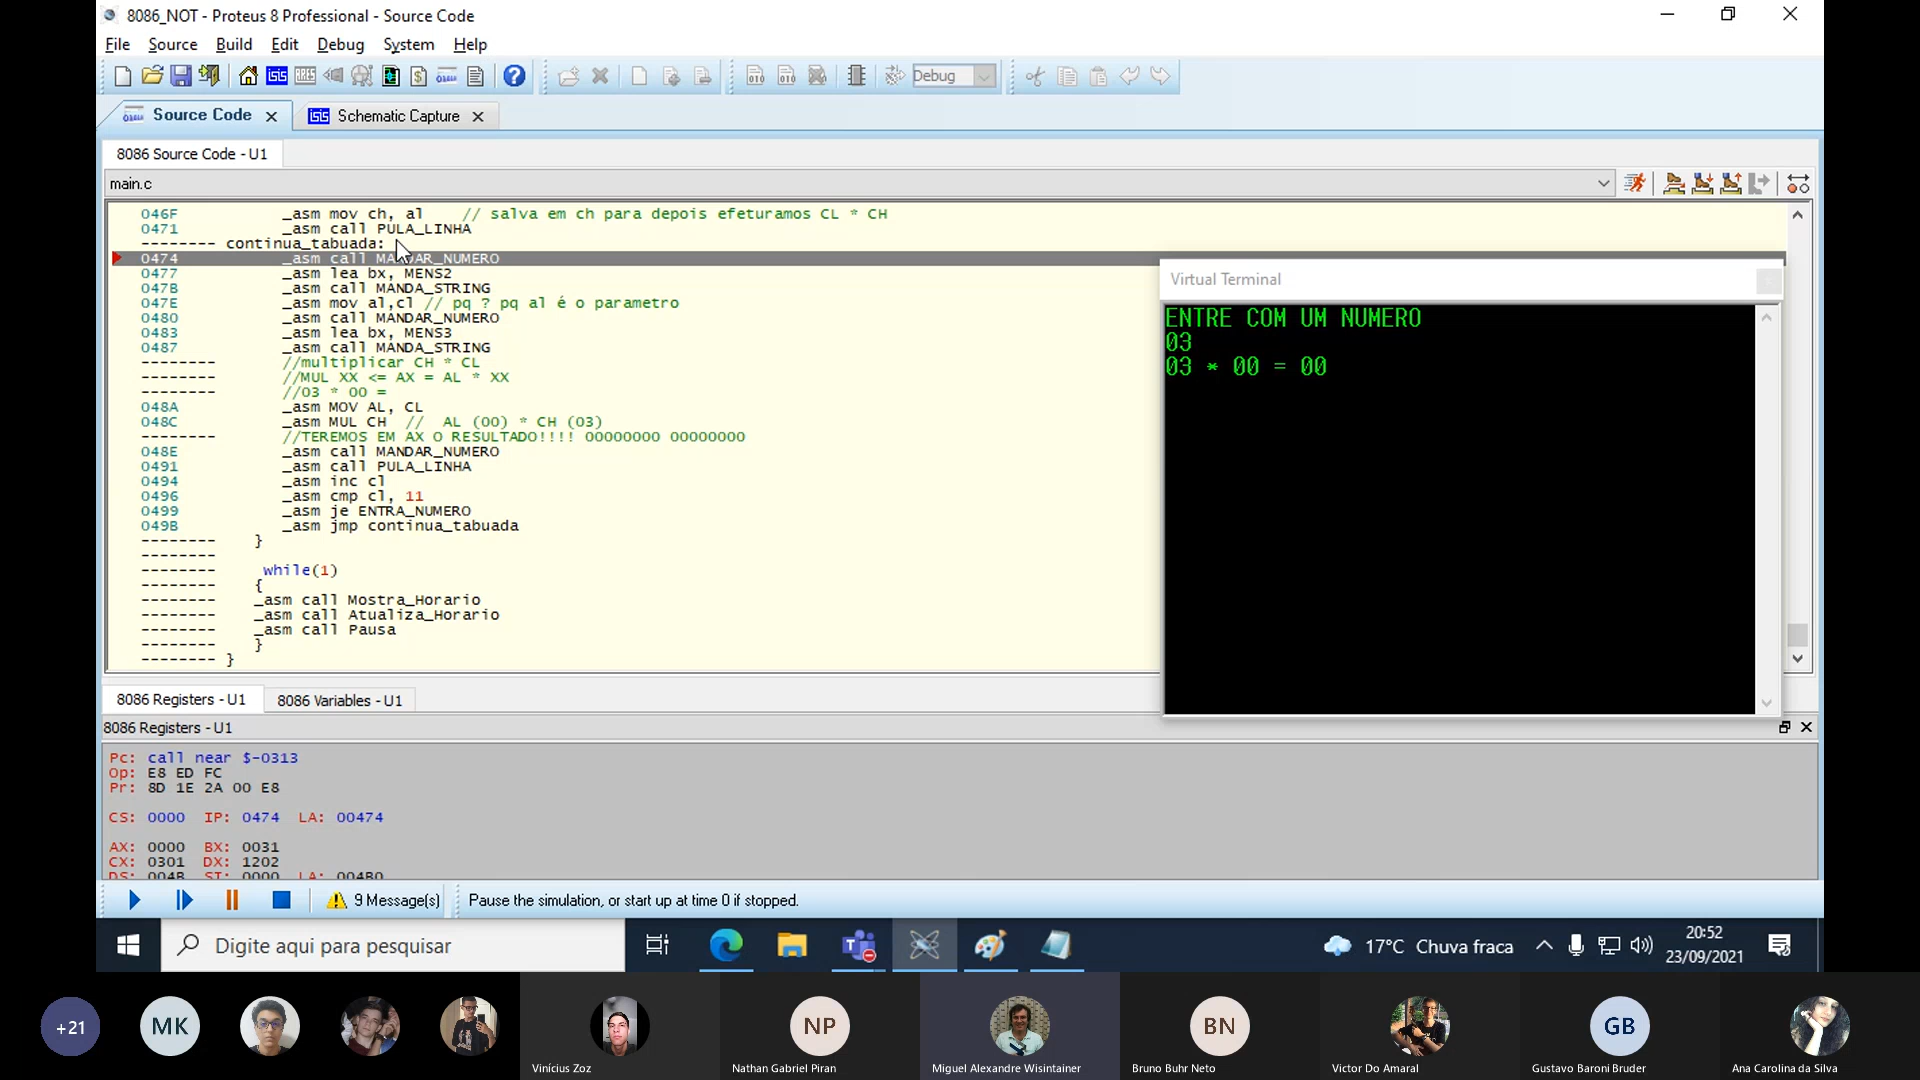 8086_NOT - Proteus 8 Professional - Source Code
File Source Build Edit Debug System Help
Debug
Source Code
Schematic Capture
8086 Source Code - U1
main.c
046F _asm mov ch, al // salva em ch para depois efeturamos CL * CH
0471 _asm call PULA_LINHA
-------- continua_tabuada:
0474 _asm call MANDAR_NUMERO
0477 _asm lea bx, MENS2
047B _asm call MANDA_STRING
047E _asm mov al,cl // pq ? pq al é o parametro
0480 _asm call MANDAR_NUMERO
0483 _asm lea bx, MENS3
0487 _asm call MANDA_STRING
-------- //multiplicar CH * CL
-------- //MUL XX <= AX = AL * XX
-------- //03 * 00 =
048A _asm MOV AL, CL
048C _asm MUL CH // AL (00) * CH (03)
-------- //TEREMOS EM AX O RESULTADO!!!! 00000000 00000000
048E _asm call MANDAR_NUMERO
0491 _asm call PULA_LINHA
0494 _asm inc cl
0496 _asm cmp cl, 11
0499 _asm je ENTRA_NUMERO
049B _asm jmp continua_tabuada
-------- }
--------
-------- while(1)
-------- {
-------- _asm call Mostra_Horario
-------- _asm call Atualiza_Horario
-------- _asm call Pausa
-------- }
-------- }
Virtual Terminal
ENTRE COM UM NUMERO
03
03 * 00 = 00
8086 Registers - U1
8086 Variables - U1
8086 Registers - U1
Pc: call near $-0313
Op: E8 ED FC
Pr: 8D 1E 2A 00 E8
CS: 0000 IP: 0474 LA: 00474
AX: 0000 BX: 0031
CX: 0301 DX: 1202
DS: 004B SI: 0000 LA: 004B0
9 Message(s)
Pause the simulation, or start up at time 0 if stopped.
Digite aqui para pesquisar
17°C Chuva fraca
20:52
23/09/2021
+21
MK
NP
BN
GB
Vinícius Zoz
Nathan Gabriel Piran
Miguel Alexandre Wisintainer
Bruno Buhr Neto
Victor Do Amaral
Gustavo Baroni Bruder
Ana Carolina da Silva